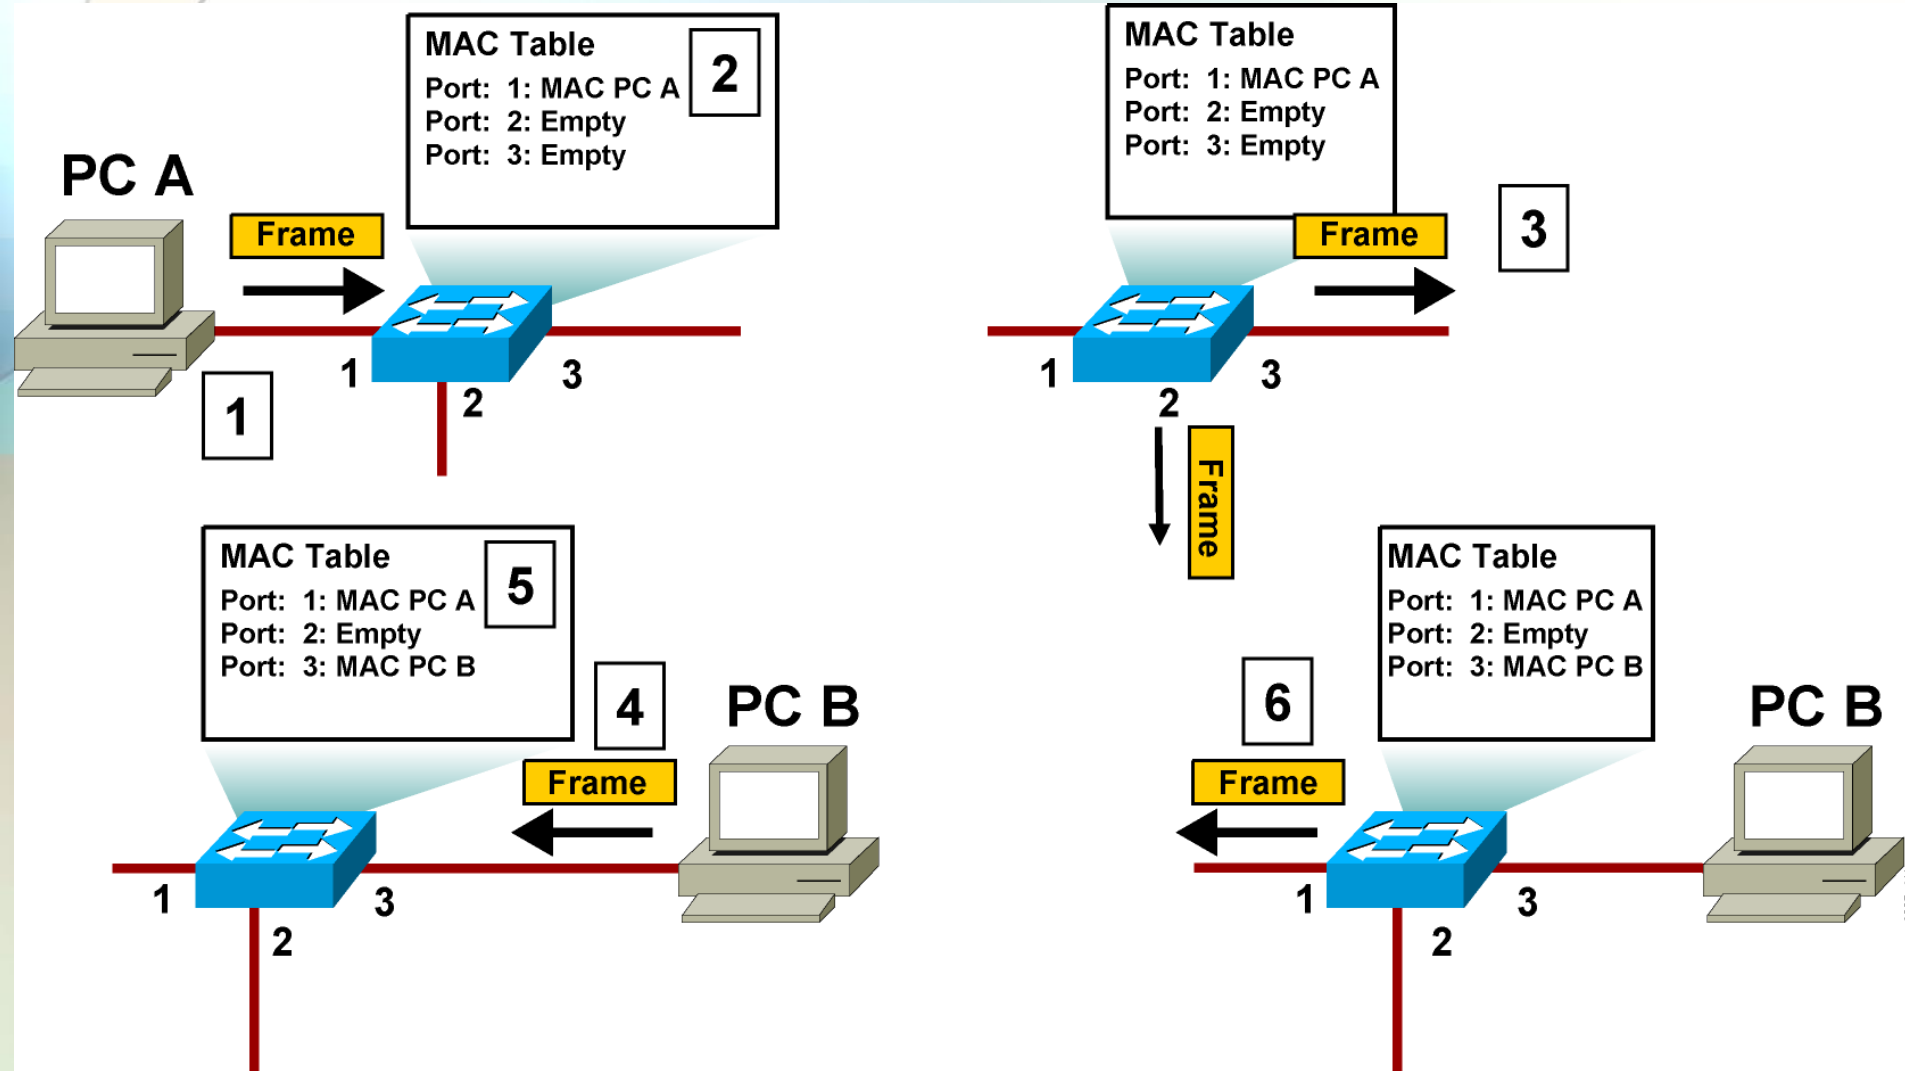 MAC Table
Port: 1: MAC PC A
Port: 2: Empty
Port: 3: Empty
2
PC A
Frame
1
1
2
3
MAC Table
Port: 1: MAC PC A
Port: 2: Empty
Port: 3: Empty
Frame
3
1
2
3
Frame
MAC Table
Port: 1: MAC PC A
Port: 2: Empty
Port: 3: MAC PC B
5
4
PC B
Frame
1
2
3
MAC Table
Port: 1: MAC PC A
Port: 2: Empty
Port: 3: MAC PC B
6
PC B
Frame
1
2
3